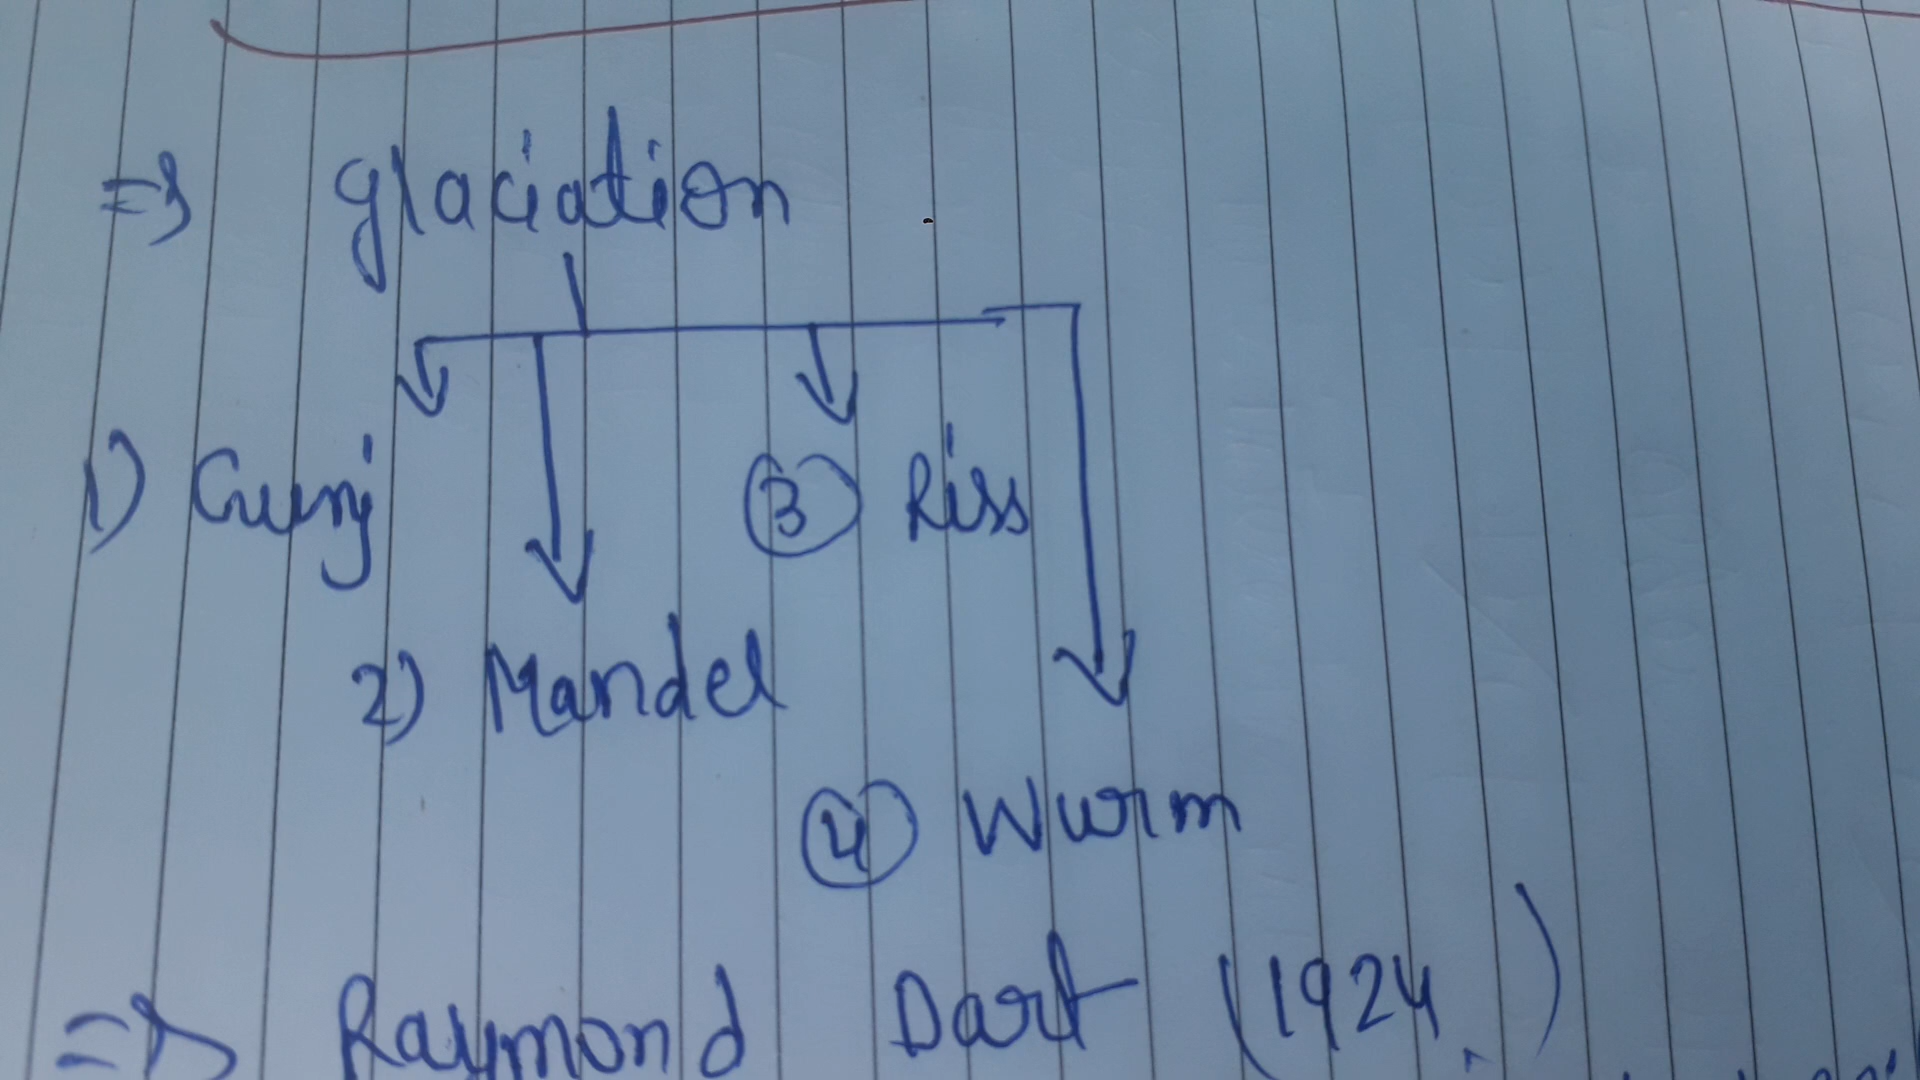 => glaciation
1) Gunj
③ Riss
2) Mandel
④ Wurm
=> Raymond Dart (1924)